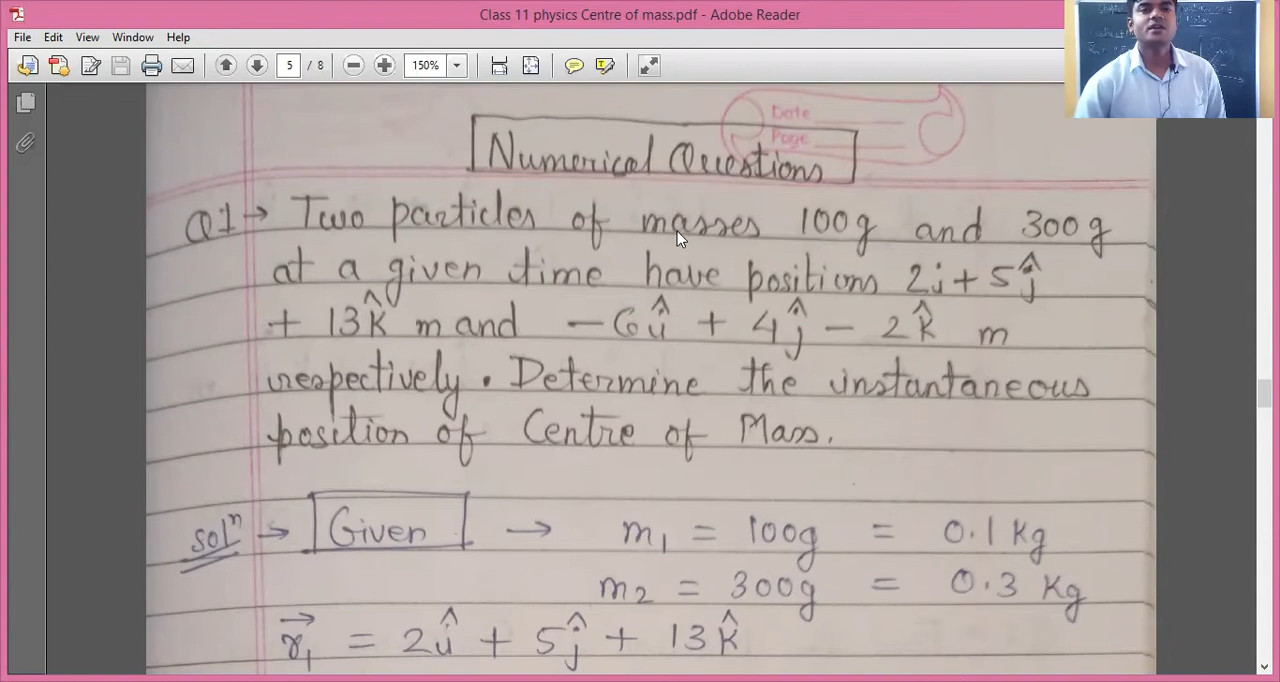 Class 11 physics Centre of mass.pdf - Adobe Reader
File Edit View Window Help
5 / 8 150%
Date
Page
Numerical Questions
Q1→ Two particles of masses 100g and 300g
at a given time have positions 2i + 5ĵ
+ 13k̂ m and - 6î + 4ĵ - 2k̂ m
respectively. Determine the instantaneous
position of Centre of Mass.
Solⁿ → Given → m₁ = 100g = 0.1 Kg
m₂ = 300g = 0.3 Kg
r⃗₁ = 2î + 5ĵ + 13k̂